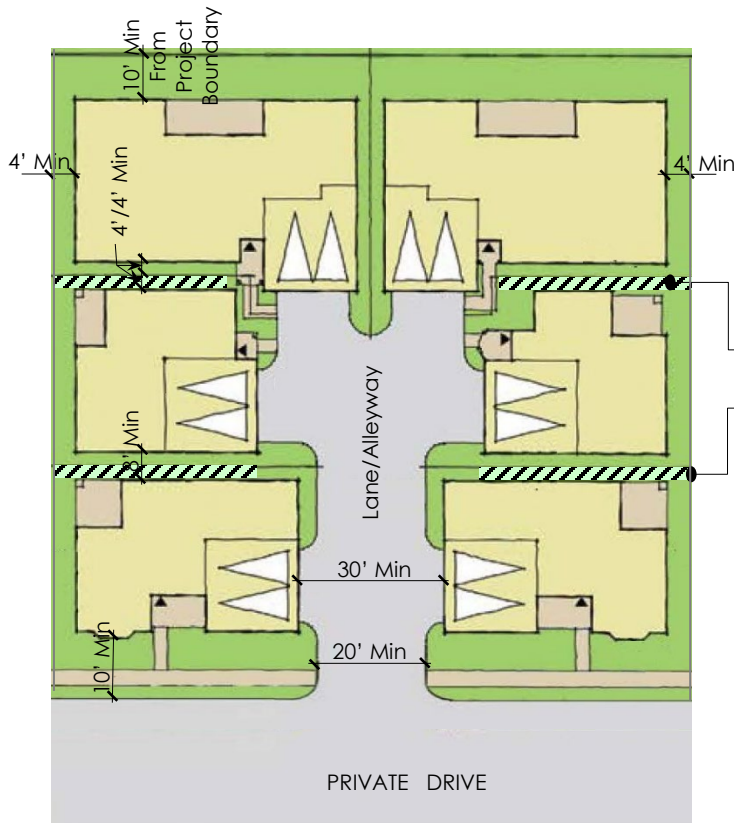 10' Min
From
Project
Boundary
4' Min
4' Min
4'/4' Min
8' Min
Lane/Alleyway
30' Min
20' Min
10' Min
PRIVATE DRIVE